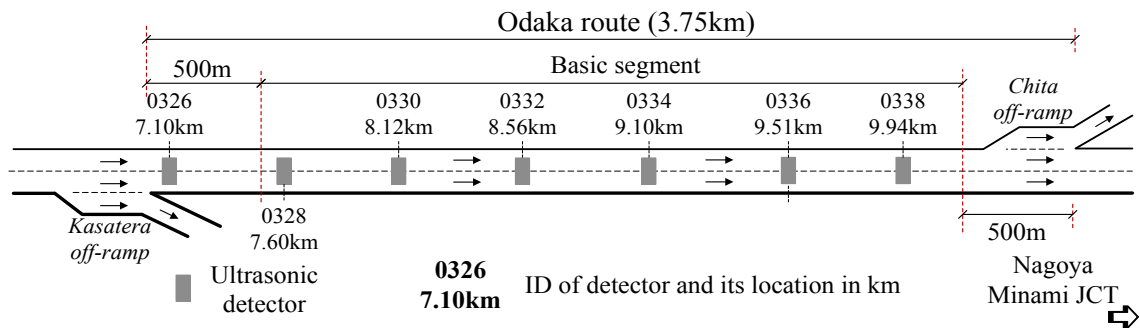 Odaka route (3.75km)
500m
Basic segment
0326
7.10km
0330
8.12km
0332
8.56km
0334
9.10km
0336
9.51km
0338
9.94km
Chita
off-ramp
Kasatera
off-ramp
0328
7.60km
500m
Ultrasonic
detector
0326
7.10km
ID of detector and its location in km
Nagoya
Minami JCT